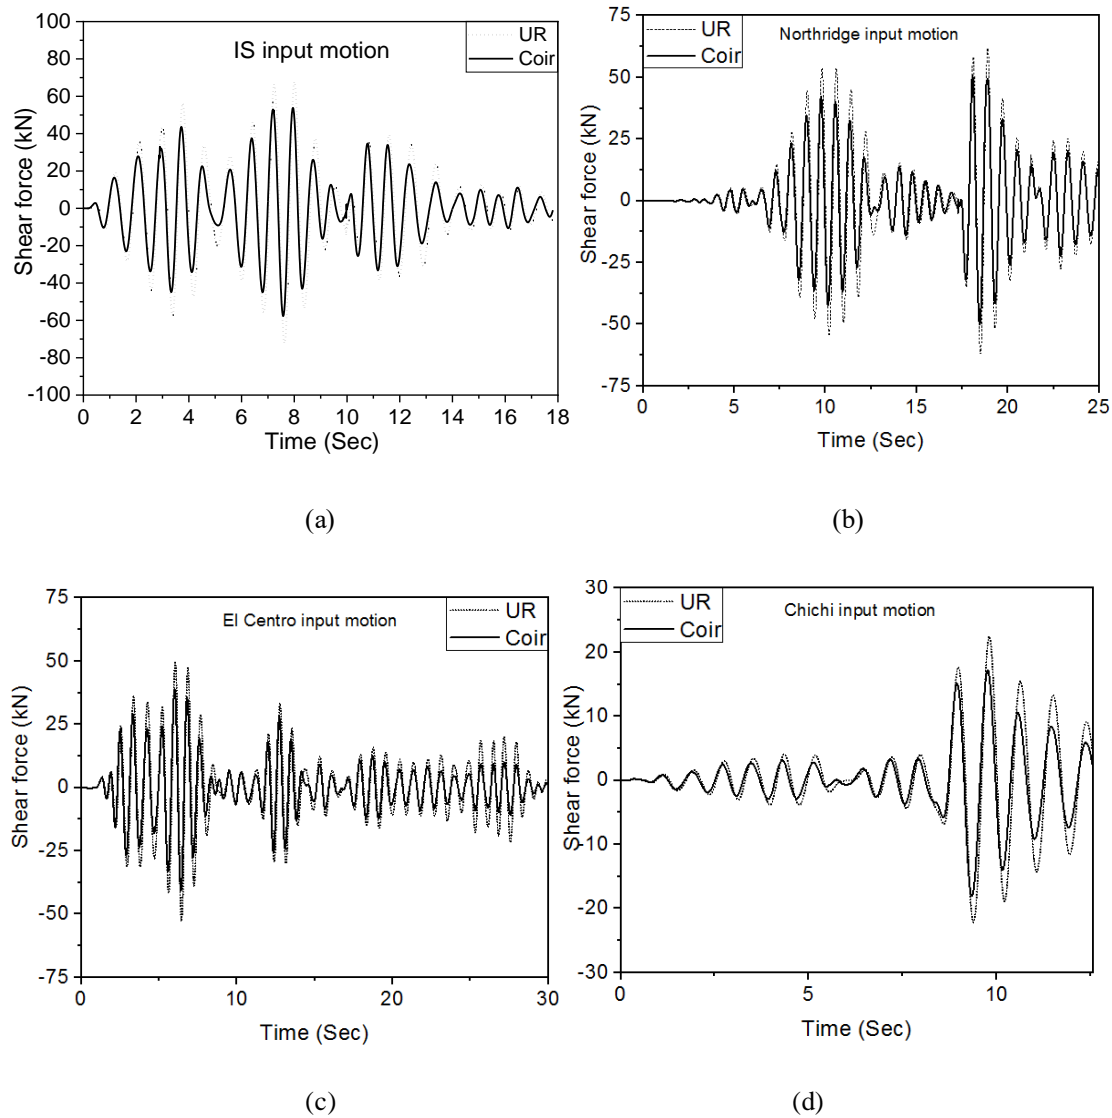 IS input motion
UR
Coir
100
80
60
40
20
0
-20
-40
-60
-80
-100
Shear force (kN)
0 2 4 6 8 10 12 14 16 18
Time (Sec)
(a)
Northridge input motion
UR
Coir
75
50
25
0
-25
-50
-75
Shear force (kN)
0 5 10 15 20 25
Time (Sec)
(b)
El Centro input motion
UR
Coir
75
50
25
0
-25
-50
-75
Shear force (kN)
0 10 20 30
Time (Sec)
(c)
Chichi input motion
UR
Coir
30
20
10
0
-10
-20
-30
Shear force (kN)
0 5 10
Time (Sec)
(d)